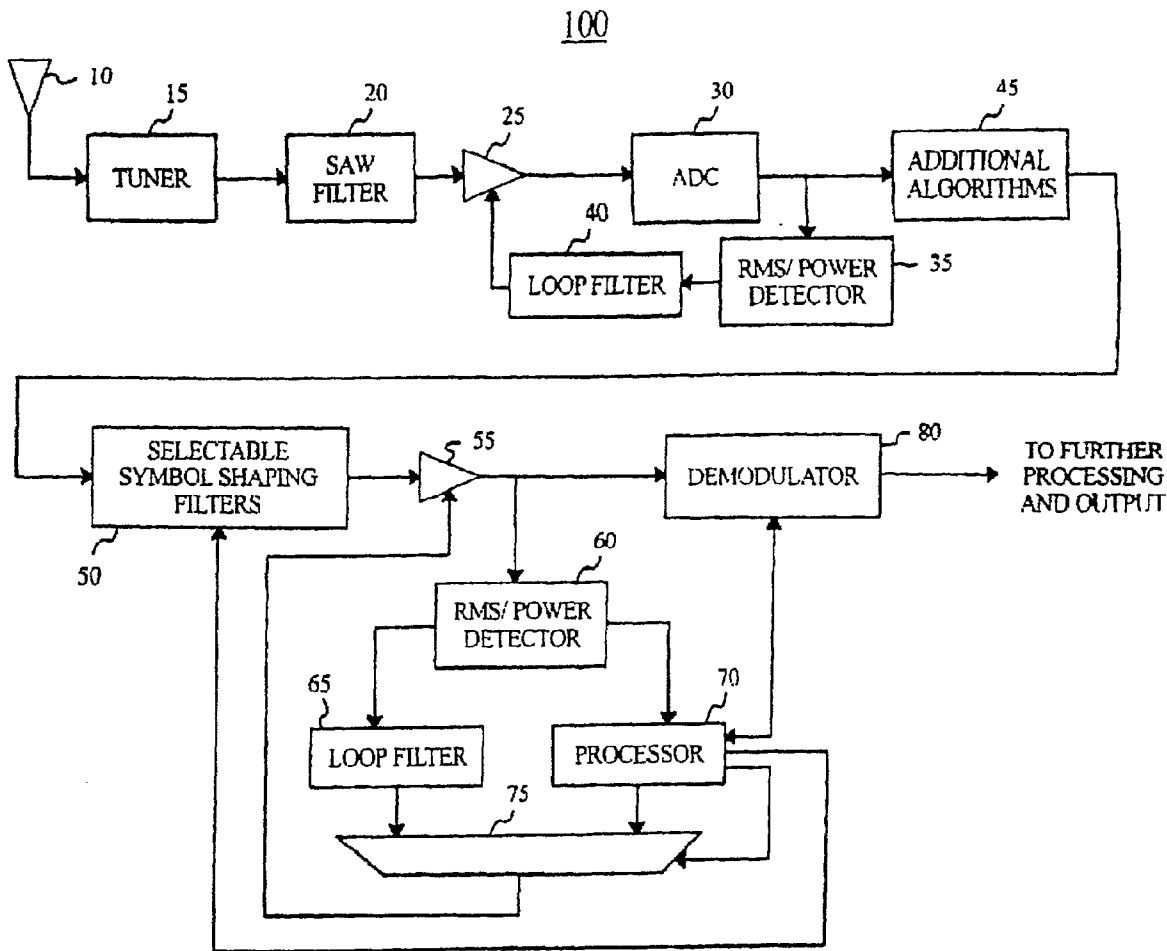 100
10
15
20
25
30
45
TUNER
SAW
FILTER
ADC
ADDITIONAL
ALGORITHMS
40
LOOP FILTER
RMS/ POWER
DETECTOR
35
SELECTABLE
SYMBOL SHAPING
FILTERS
50
55
DEMODULATOR
80
TO FURTHER
PROCESSING
AND OUTPUT
60
RMS/ POWER
DETECTOR
65
LOOP FILTER
70
PROCESSOR
75